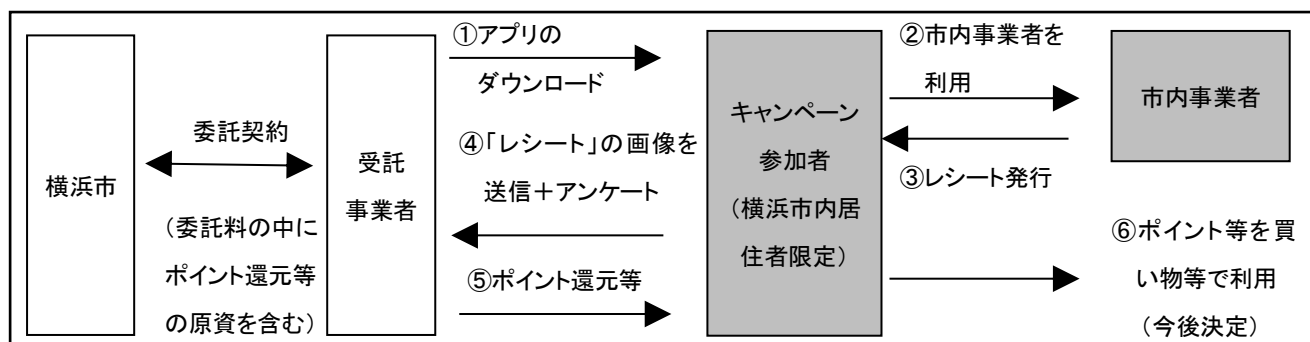 横浜市
委託契約
(委託料の中に
ポイント還元等
の原資を含む)
受託
事業者
①アプリの
ダウンロード
④「レシート」の画像を
送信+アンケート
⑤ポイント還元等
キャンペーン
参加者
(横浜市内居
住者限定)
②市内事業者を
利用
③レシート発行
市内事業者
⑥ポイント等を買
い物等で利用
(今後決定)